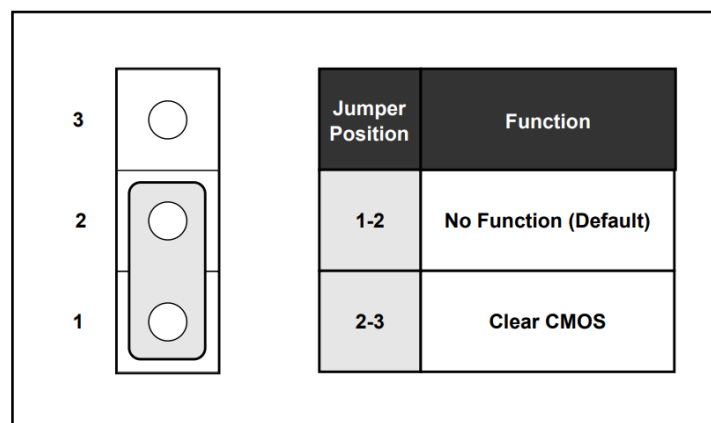 3
2
1
Jumper
Position
Function
1-2
No Function (Default)
2-3
Clear CMOS